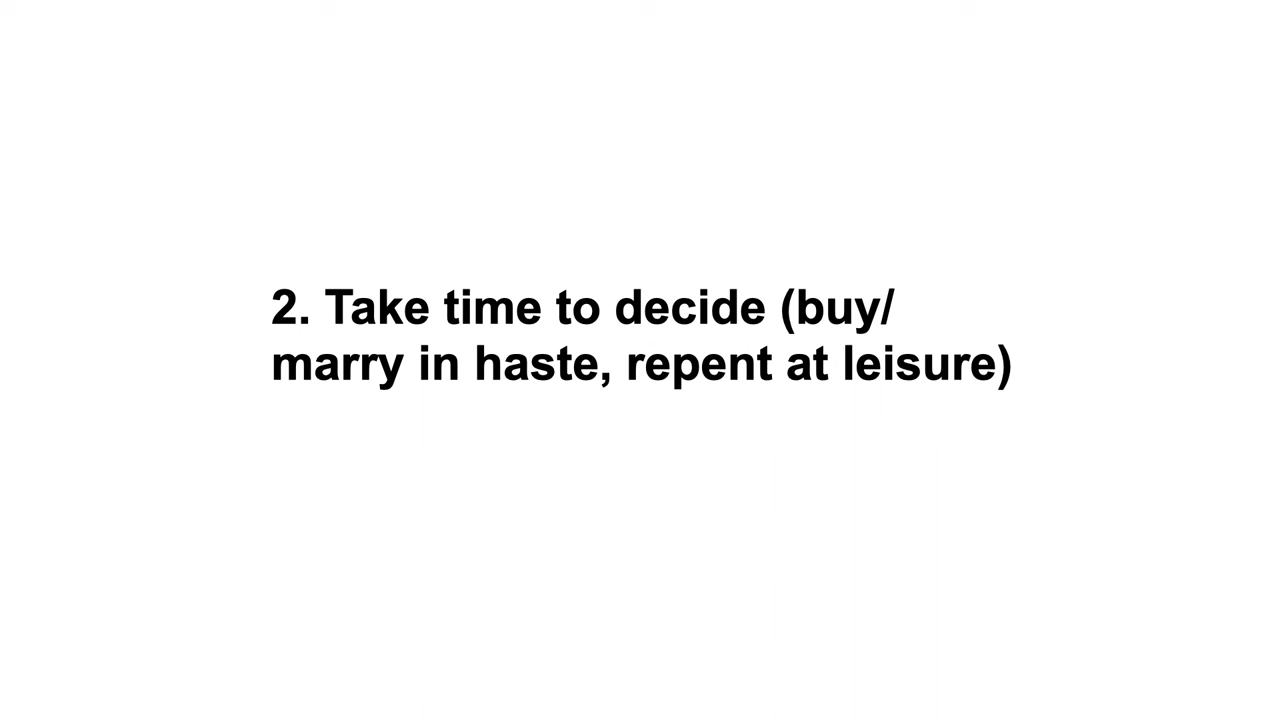 2. Take time to decide (buy/
marry in haste, repent at leisure)